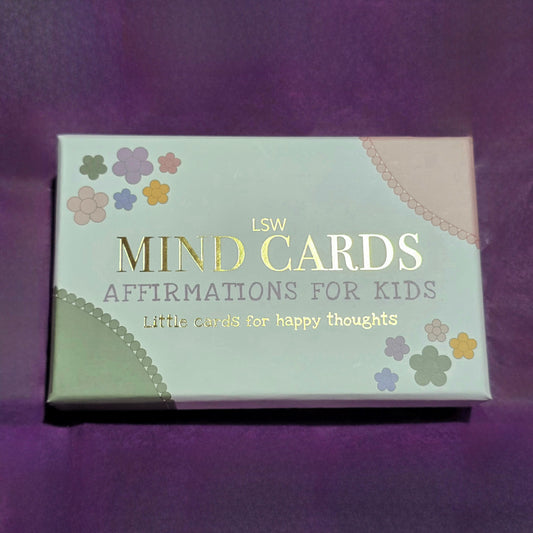 LSW
MIND CARDS
AFFIRMATIONS FOR KIDS
Little cards for happy thoughts